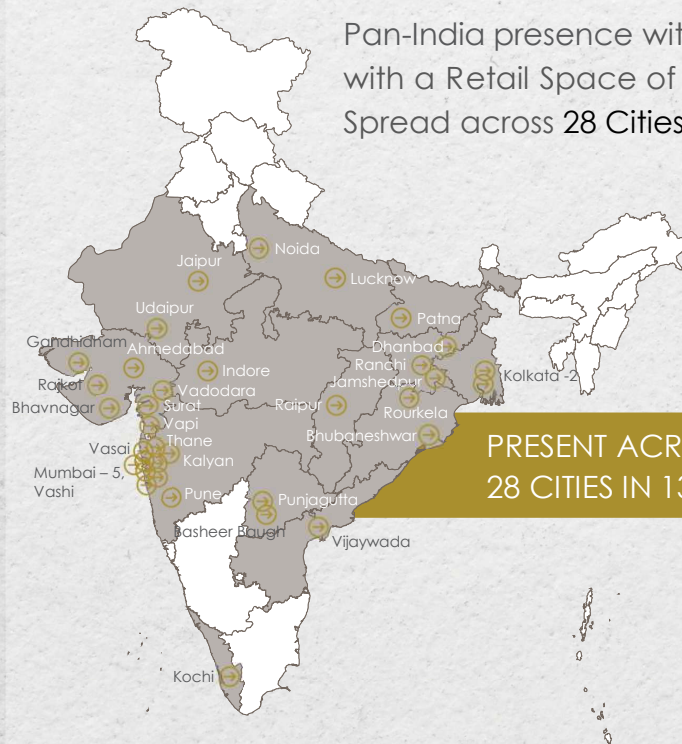 Pan-India presence wit
with a Retail Space of
Spread across 28 Cities
Noida
Jaipur
Lucknow
Udaipur
Patna
Gandhidham
Ahmedabad
Dhanbad
Ranchi
Indore
Kolkata -2
Rajkot
Jamshedpur
Vadodara
Bhavnagar
Surat
Raipur
Rourkela
Vapi
Bhubaneshwar
Thane
Vasai
Kalyan
Mumbai – 5,
Vashi
Pune
Punjagutta
Basheer Baugh
Vijaywada
PRESENT ACR
28 CITIES IN 13
Kochi